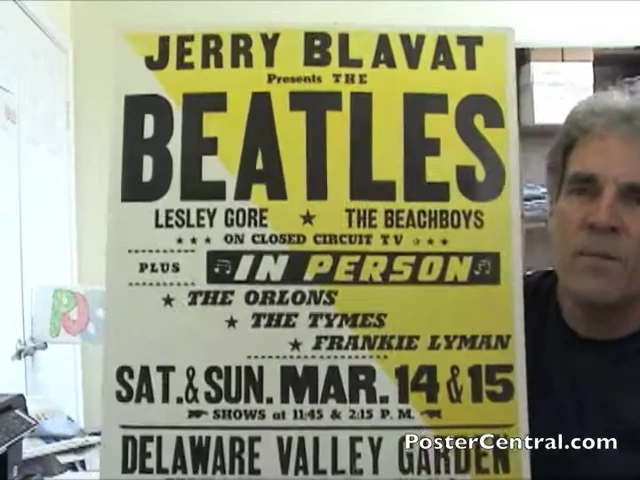 JERRY BLAVAT
Presents THE
BEATLES
LESLEY GORE ★ THE BEACHBOYS
★ ★ ★ ON CLOSED CIRCUIT TV ★ ★ ★
PLUS IN PERSON
★ THE ORLONS
★ THE TYMES
★ FRANKIE LYMAN
SAT. & SUN. MAR. 14 & 15
SHOWS at 11:45 & 2:15 P. M.
DELAWARE VALLEY GARDEN
PosterCentral.com